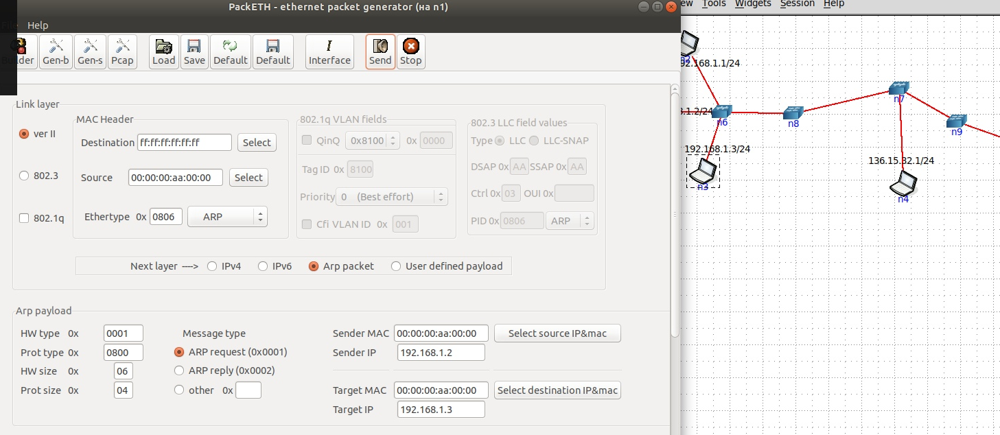 PackETH - ethernet packet generator (на n1)
File Help
Gen-b Gen-s Pcap Load Save Default Default Interface Send Stop
Link layer
ver II
802.3
802.1q
MAC Header
Destination ff:ff:ff:ff:ff:ff Select
Source 00:00:00:aa:00:00 Select
Ethertype 0x 0806 ARP
802.1q VLAN fields
QinQ 0x8100 0x 0000
Tag ID 0x 8100
Priority 0 (Best effort)
Cfi VLAN ID 0x 001
802.3 LLC field values
Type LLC LLC-SNAP
DSAP 0x AA SSAP 0x AA
Ctrl 0x 03 OUI 0x
PID 0x 0806 ARP
Next layer ----> IPv4 IPv6 Arp packet User defined payload
Arp payload
HW type 0x 0001
Prot type 0x 0800
HW size 0x 06
Prot size 0x 04
Message type
ARP request (0x0001)
ARP reply (0x0002)
other 0x
Sender MAC 00:00:00:aa:00:00 Select source IP&mac
Sender IP 192.168.1.2
Target MAC 00:00:00:aa:00:00 Select destination IP&mac
Target IP 192.168.1.3
ew Tools Widgets Session Help
n2
92.168.1.1/24
n7
.1.2/24
n6
n8
n9
192.168.1.3/24
n3
136.15.32.1/24
n4